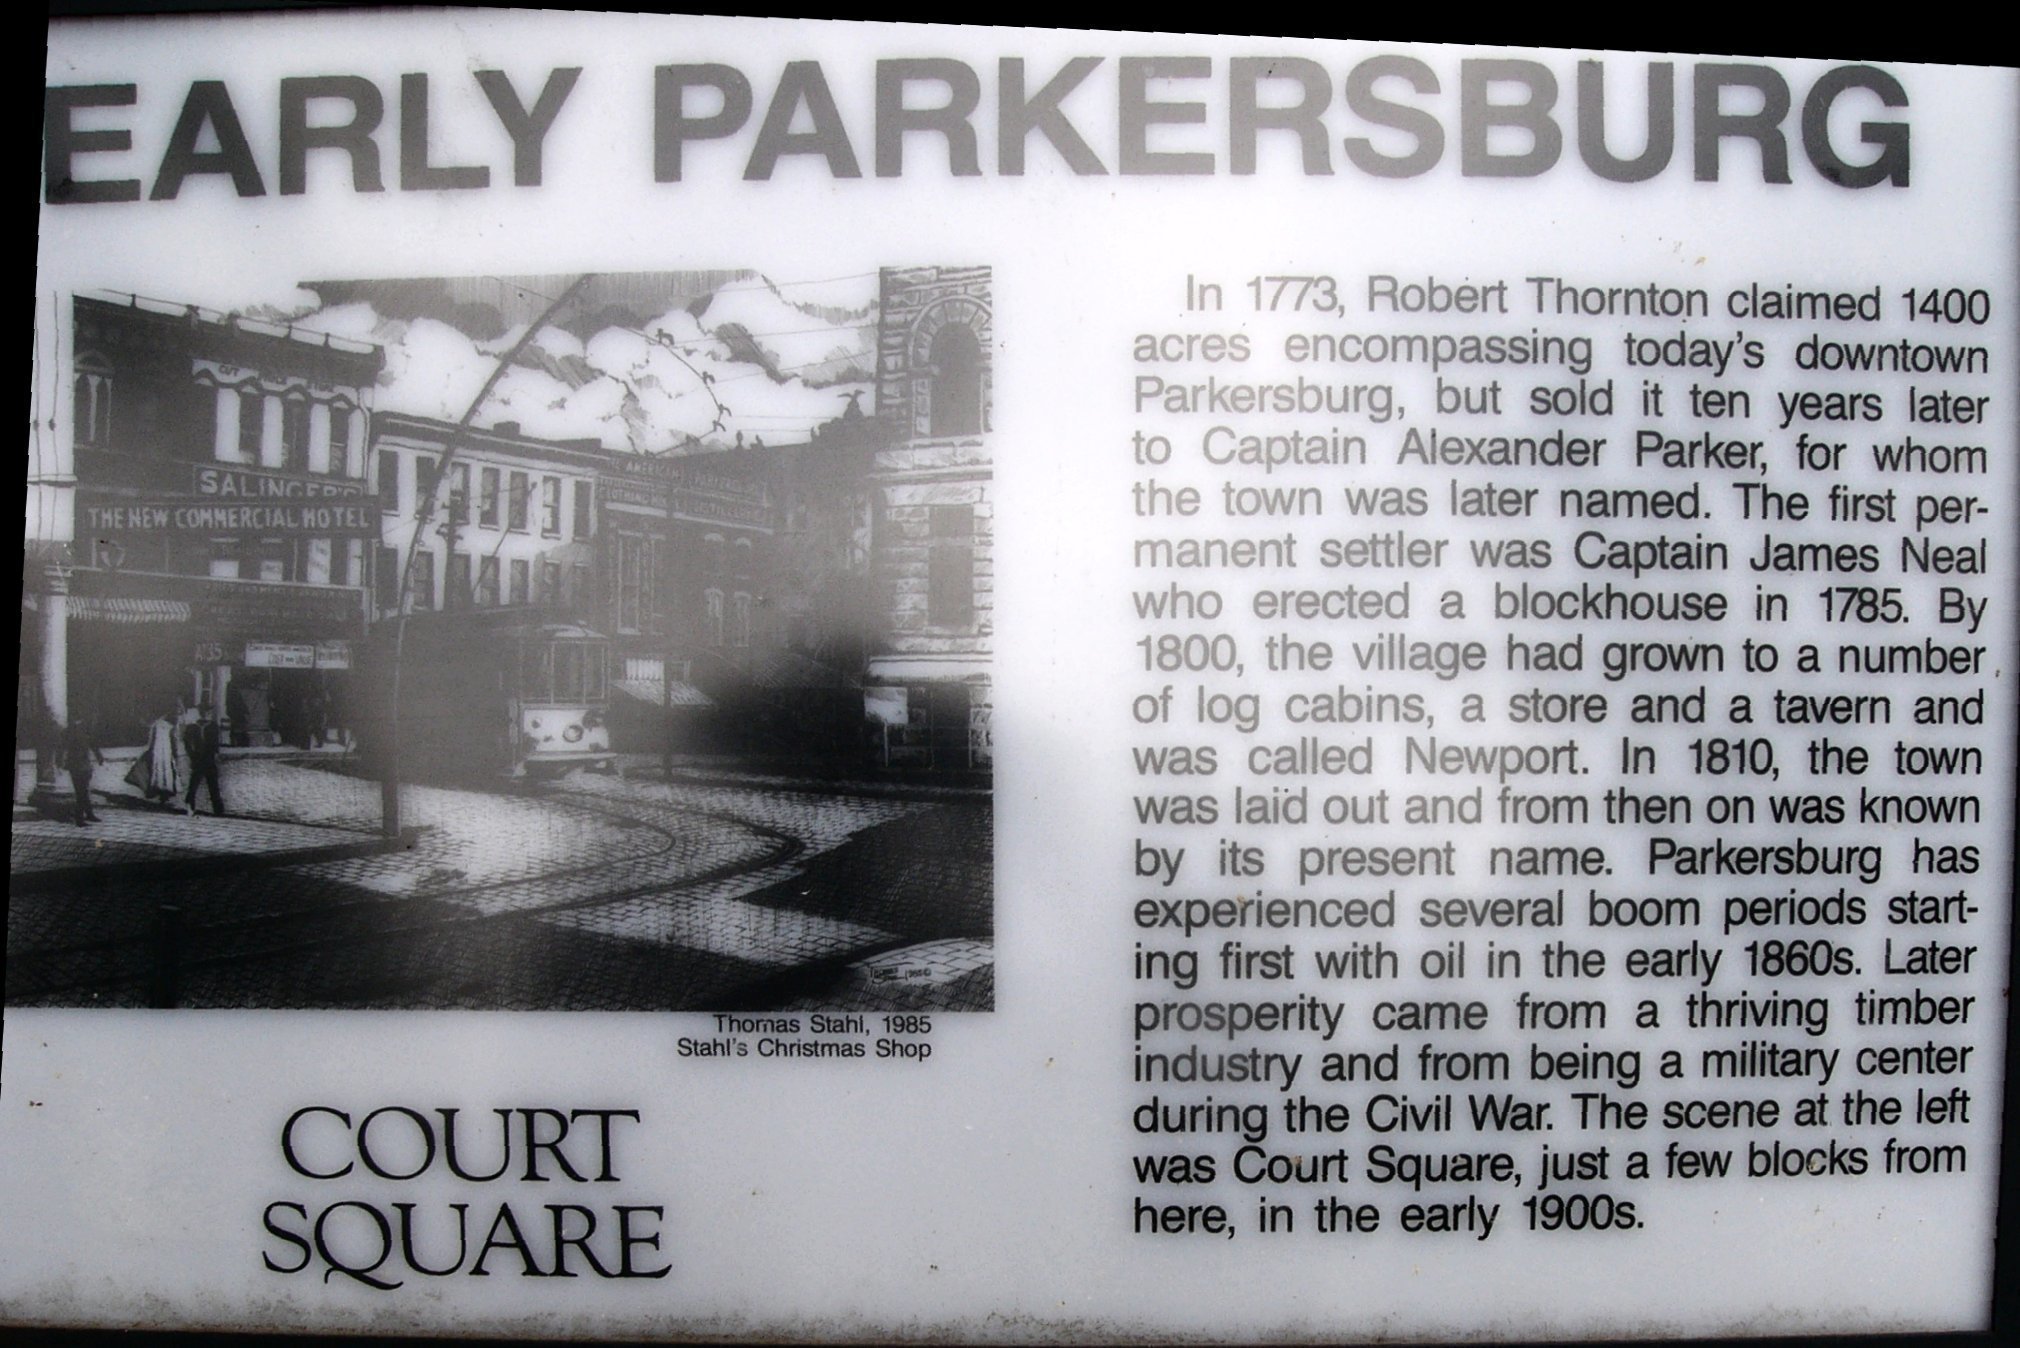 EARLY PARKERSBURG
SALINGER'S
THE NEW COMMERCIAL HOTEL
THE AMERICAN
Thomas Stahl, 1985
Stahl's Christmas Shop
COURT
SQUARE
In 1773, Robert Thornton claimed 1400
acres encompassing today's downtown
Parkersburg, but sold it ten years later
to Captain Alexander Parker, for whom
the town was later named. The first per-
manent settler was Captain James Neal
who erected a blockhouse in 1785. By
1800, the village had grown to a number
of log cabins, a store and a tavern and
was called Newport. In 1810, the town
was laid out and from then on was known
by its present name. Parkersburg has
experienced several boom periods start-
ing first with oil in the early 1860s. Later
prosperity came from a thriving timber
industry and from being a military center
during the Civil War. The scene at the left
was Court Square, just a few blocks from
here, in the early 1900s.